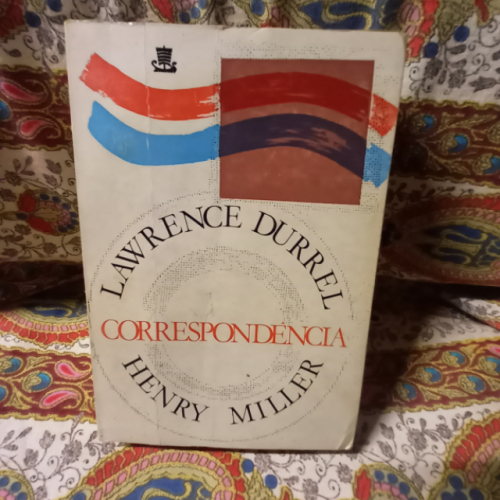 LAWRENCE DURREL
CORRESPONDÊNCIA
HENRY MILLER